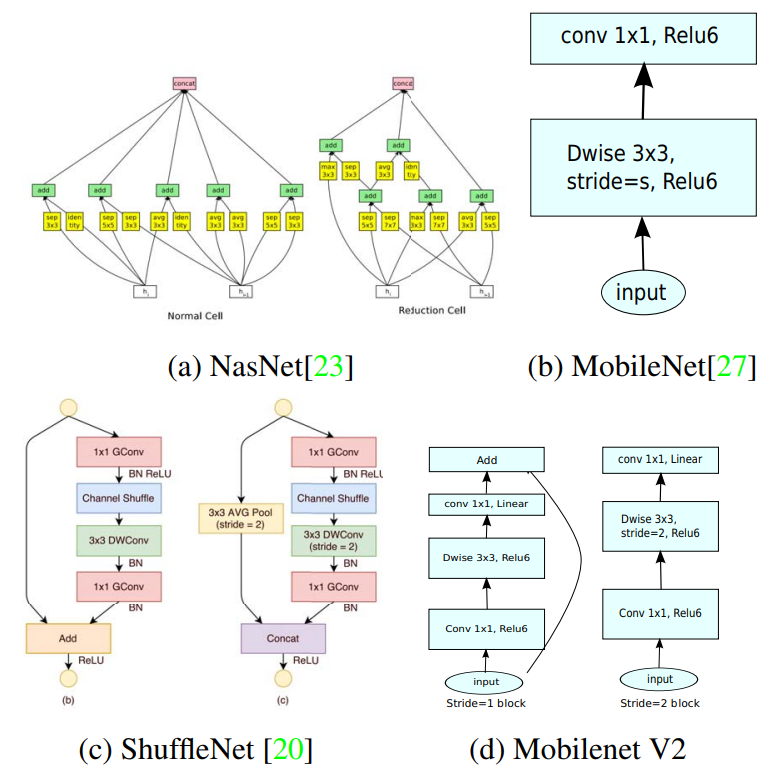 concat
add
add
add
add
add
sep
3x3
iden
tity
sep
5x5
sep
3x3
avg
3x3
iden
tity
avg
3x3
avg
3x3
sep
5x5
sep
3x3
Normal Cell
add
add
max
3x3
sep
3x3
avg
3x3
iden
tity
add
add
add
sep
5x5
sep
7x7
max
3x3
sep
7x7
avg
3x3
sep
5x5
Reduction Cell
(a) NasNet[23]
conv 1x1, Relu6
Dwise 3x3,
stride=s, Relu6
input
(b) MobileNet[27]
1x1 GConv
BN ReLU
Channel Shuffle
3x3 DWConv
BN
1x1 GConv
BN
Add
ReLU
(b)
1x1 GConv
BN ReLU
Channel Shuffle
3x3 AVG Pool
(stride = 2)
3x3 DWConv
(stride = 2)
BN
1x1 GConv
BN
Concat
ReLU
(c)
(c) ShuffleNet [20]
Add
conv 1x1, Linear
Dwise 3x3, Relu6
Conv 1x1, Relu6
input
Stride=1 block
conv 1x1, Linear
Dwise 3x3,
stride=2, Relu6
Conv 1x1, Relu6
input
Stride=2 block
(d) Mobilenet V2